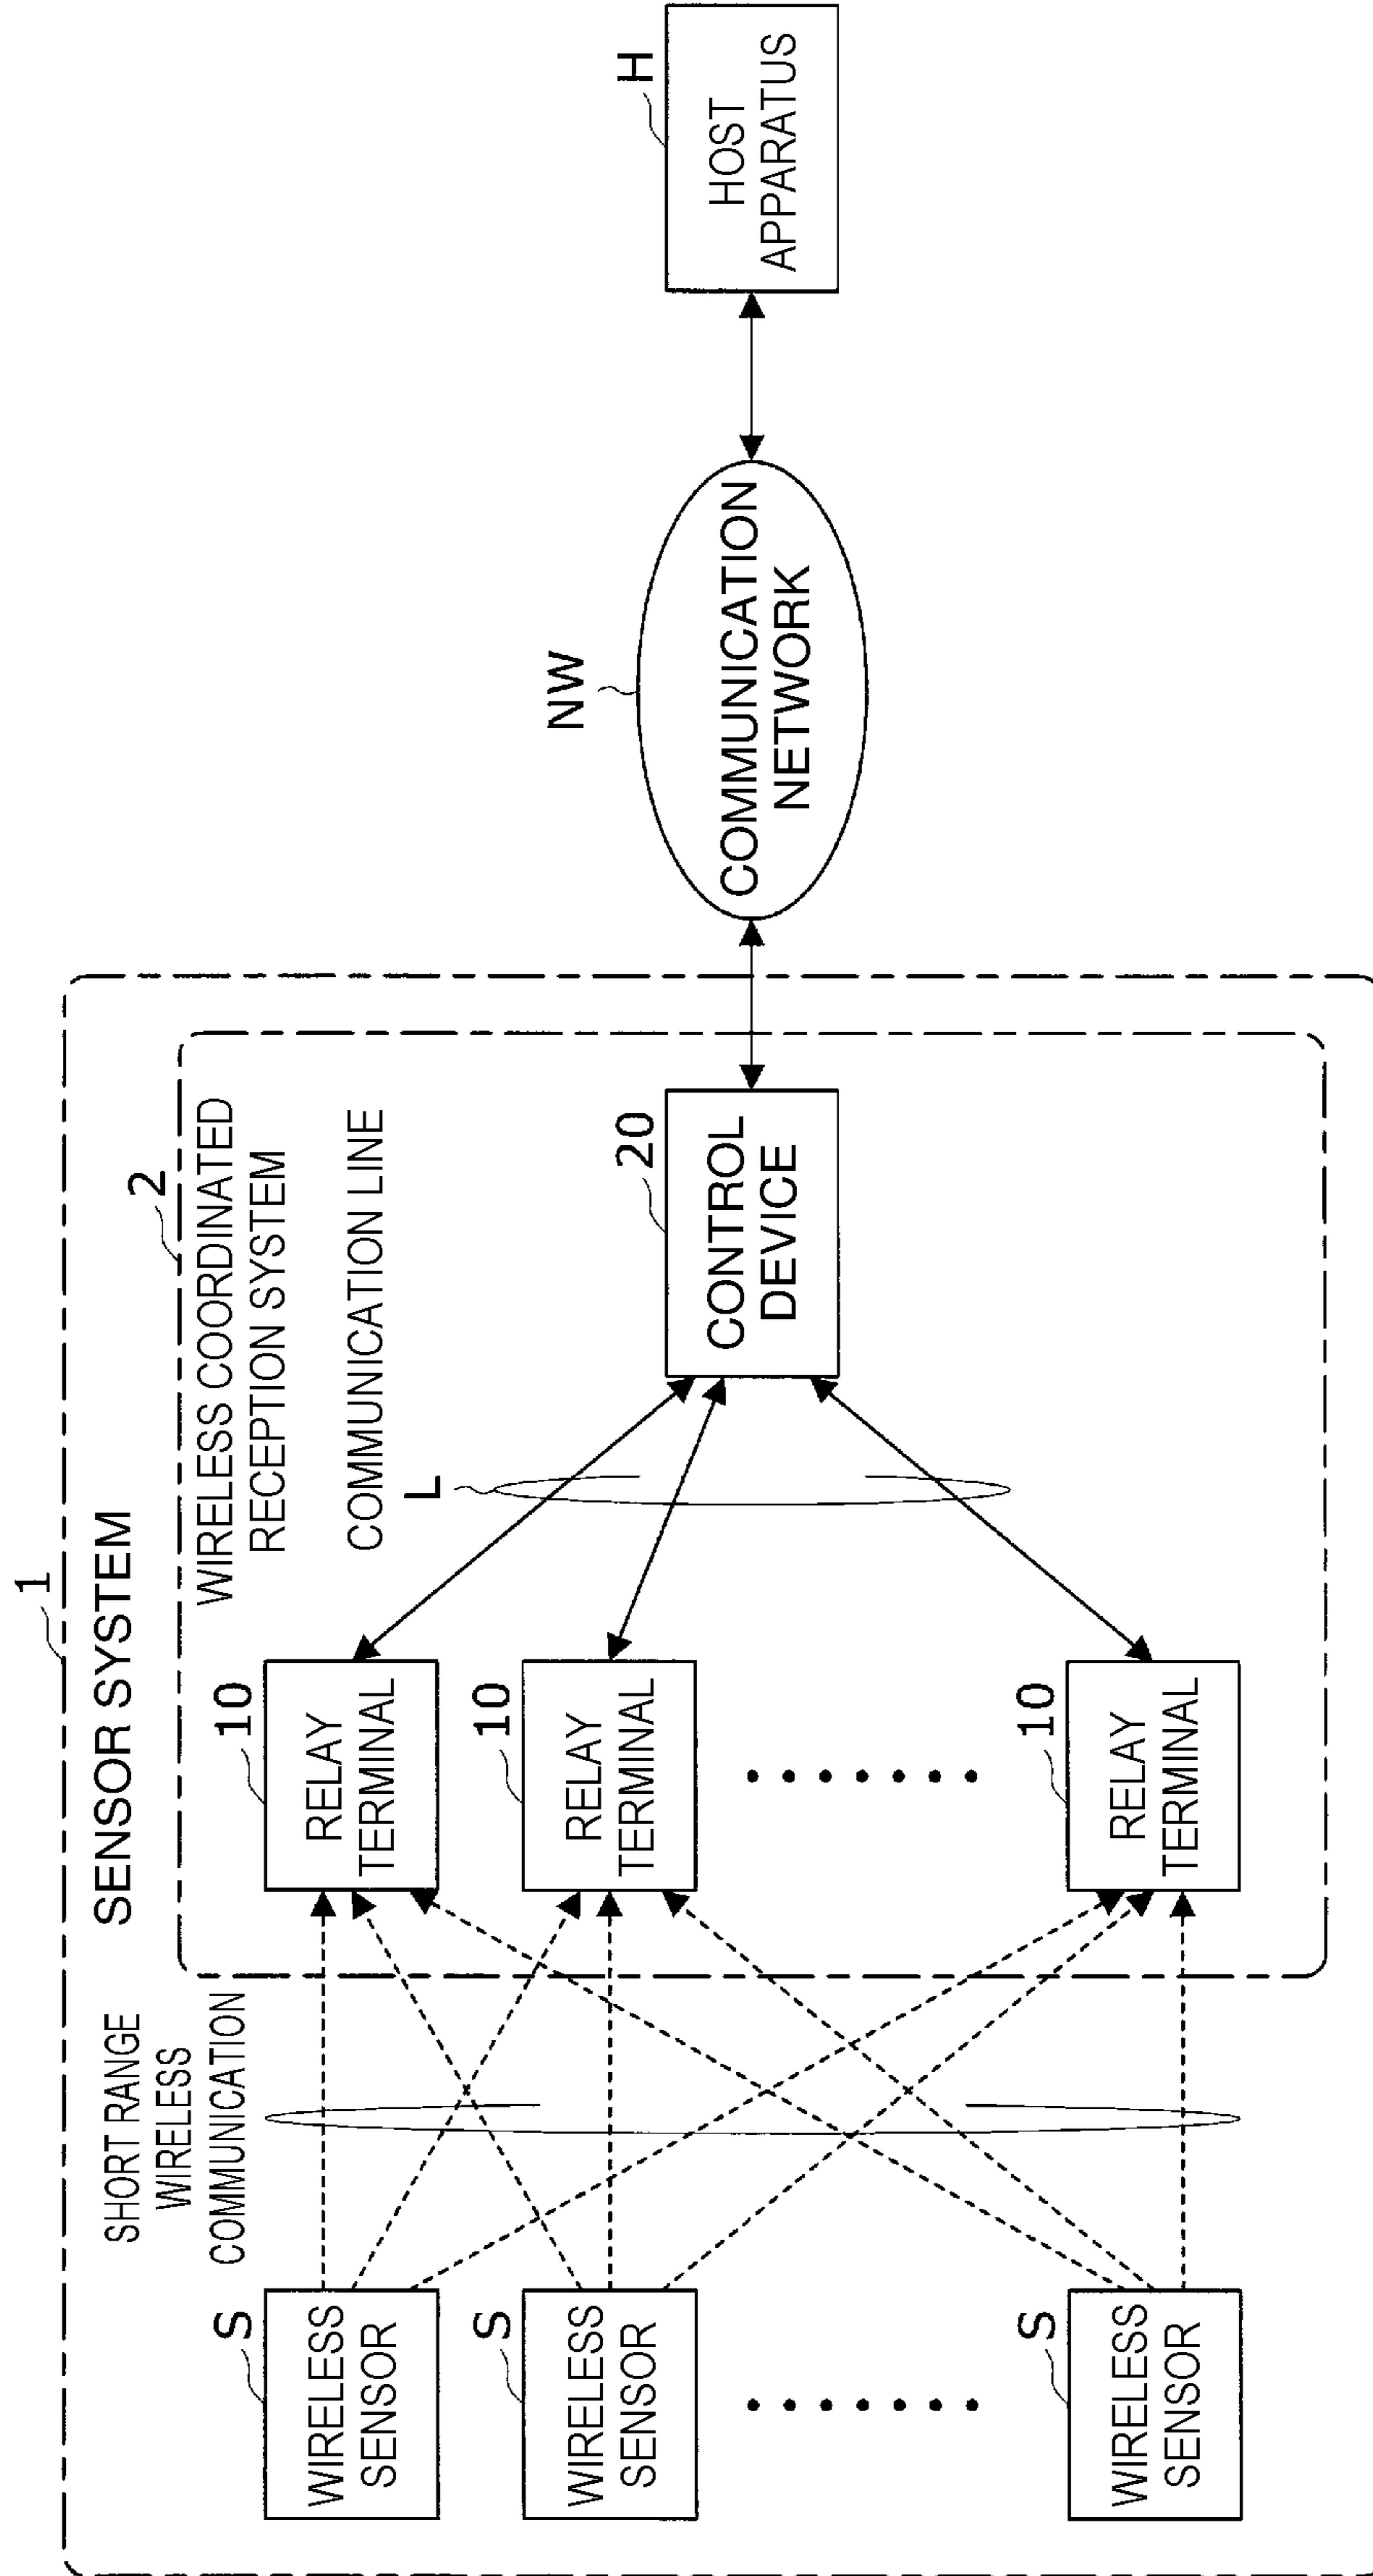 1
SENSOR SYSTEM
2
WIRELESS COORDINATED
RECEPTION SYSTEM
SHORT RANGE
WIRELESS
COMMUNICATION
COMMUNICATION LINE
L
S
WIRELESS
SENSOR
S
WIRELESS
SENSOR
S
WIRELESS
SENSOR
10
RELAY
TERMINAL
10
RELAY
TERMINAL
10
RELAY
TERMINAL
20
CONTROL
DEVICE
NW
COMMUNICATION
NETWORK
H
HOST
APPARATUS